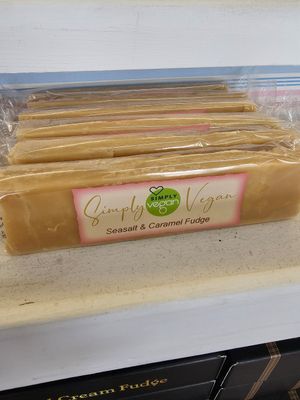 Simply Vegan
SIMPLY
vegan
Seasalt & Caramel Fudge
Cream Fudge